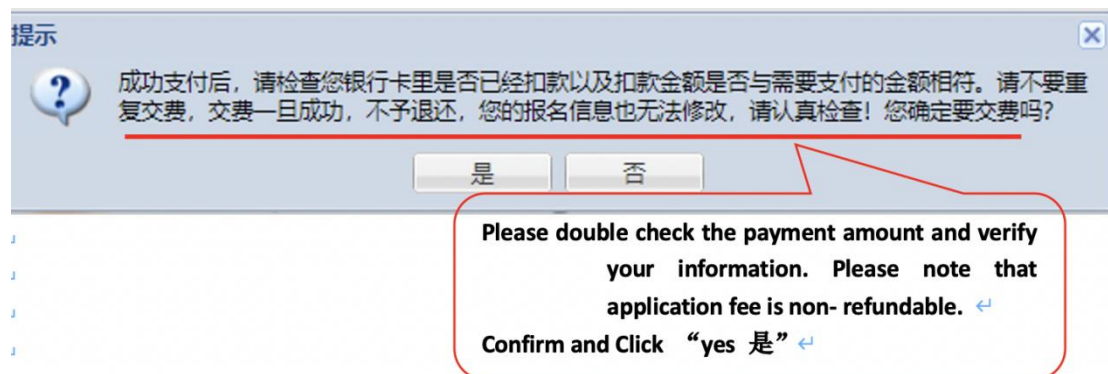 提示
成功支付后，请检查您银行卡里是否已经扣款以及扣款金额是否与需要支付的金额相符。请不要重
复交费，交费一旦成功，不予退还，您的报名信息也无法修改，请认真检查！您确定要交费吗？
是 否
Please double check the payment amount and verify
your information. Please note that
application fee is non- refundable.
Confirm and Click “yes 是”